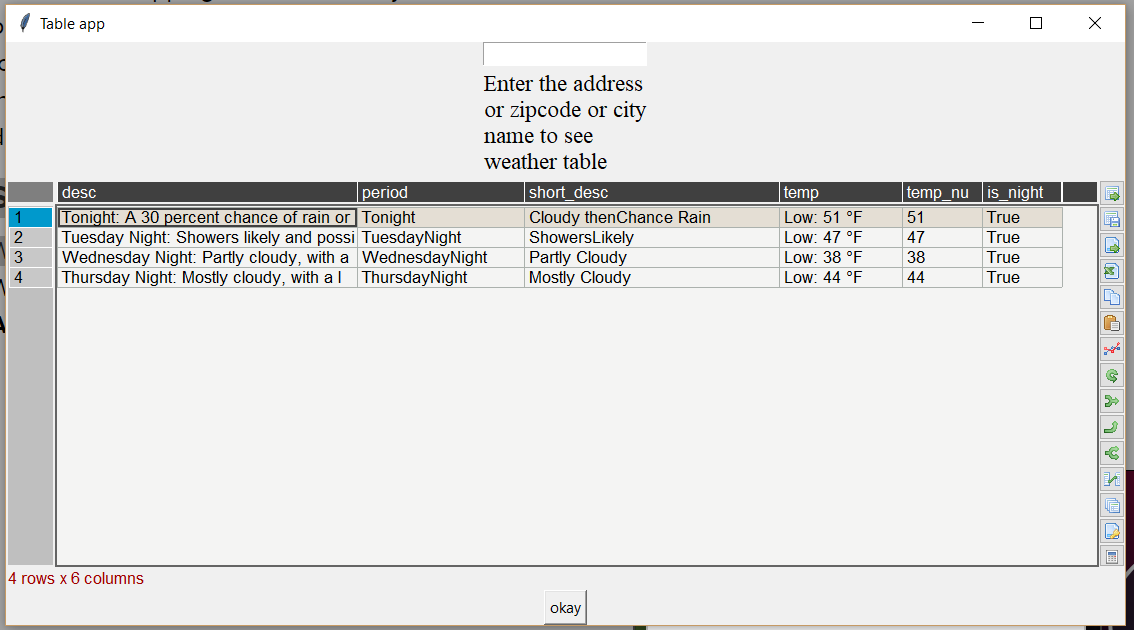 Table app
Enter the address
or zipcode or city
name to see
weather table
desc period short_desc temp temp_nu is_night
1 Tonight: A 30 percent chance of rain or Tonight Cloudy thenChance Rain Low: 51 °F 51 True
2 Tuesday Night: Showers likely and possi TuesdayNight ShowersLikely Low: 47 °F 47 True
3 Wednesday Night: Partly cloudy, with a WednesdayNight Partly Cloudy Low: 38 °F 38 True
4 Thursday Night: Mostly cloudy, with a l ThursdayNight Mostly Cloudy Low: 44 °F 44 True
4 rows x 6 columns
okay